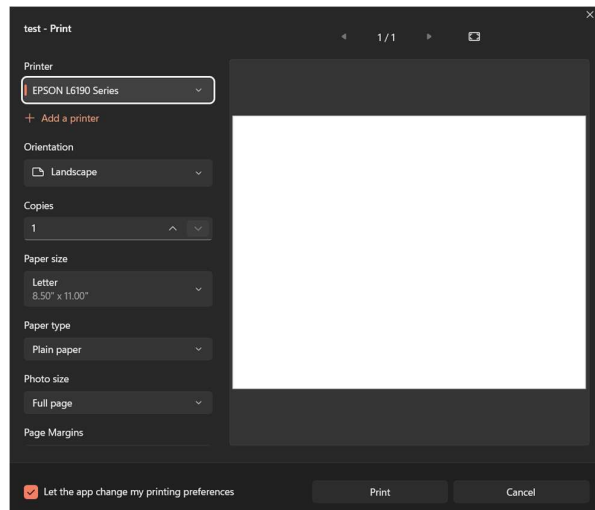 test - Print
1 / 1
Printer
EPSON L6190 Series
+ Add a printer
Orientation
Landscape
Copies
1
Paper size
Letter
8.50" x 11.00"
Paper type
Plain paper
Photo size
Full page
Page Margins
Let the app change my printing preferences
Print
Cancel